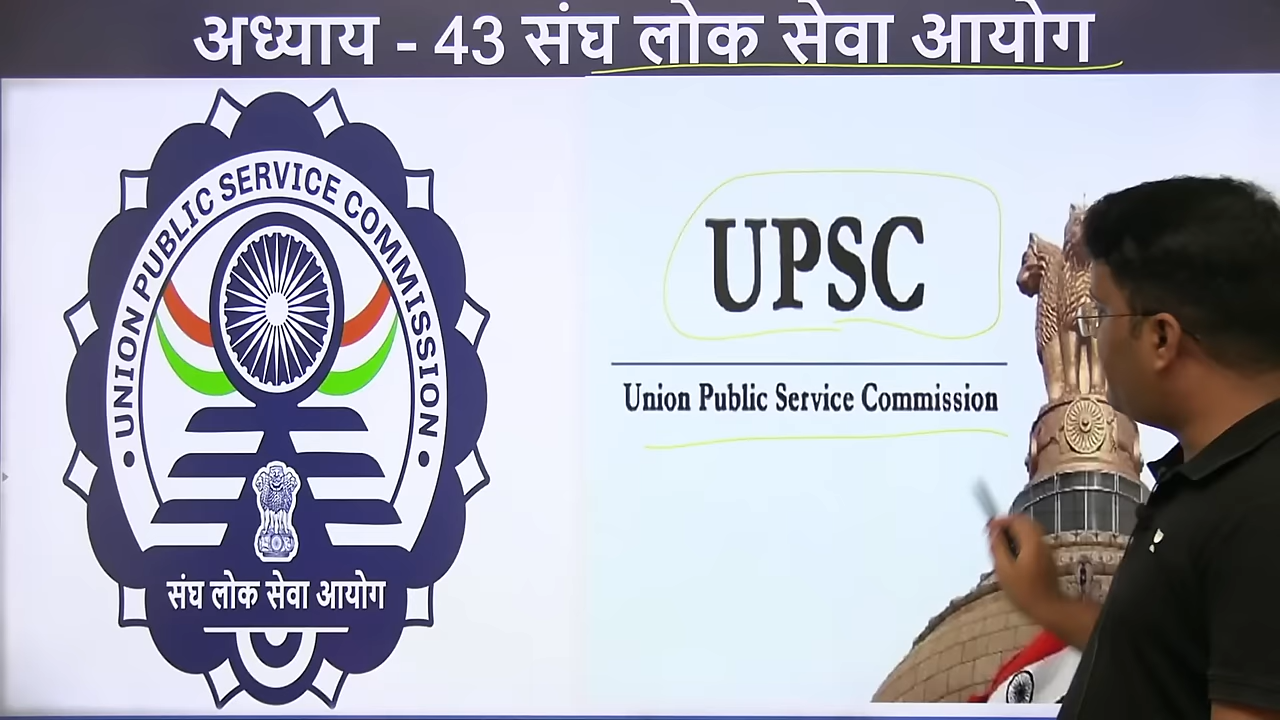 अध्याय - 43 संघ लोक सेवा आयोग
UNION PUBLIC SERVICE COMMISSION
संघ लोक सेवा आयोग
UPSC
Union Public Service Commission